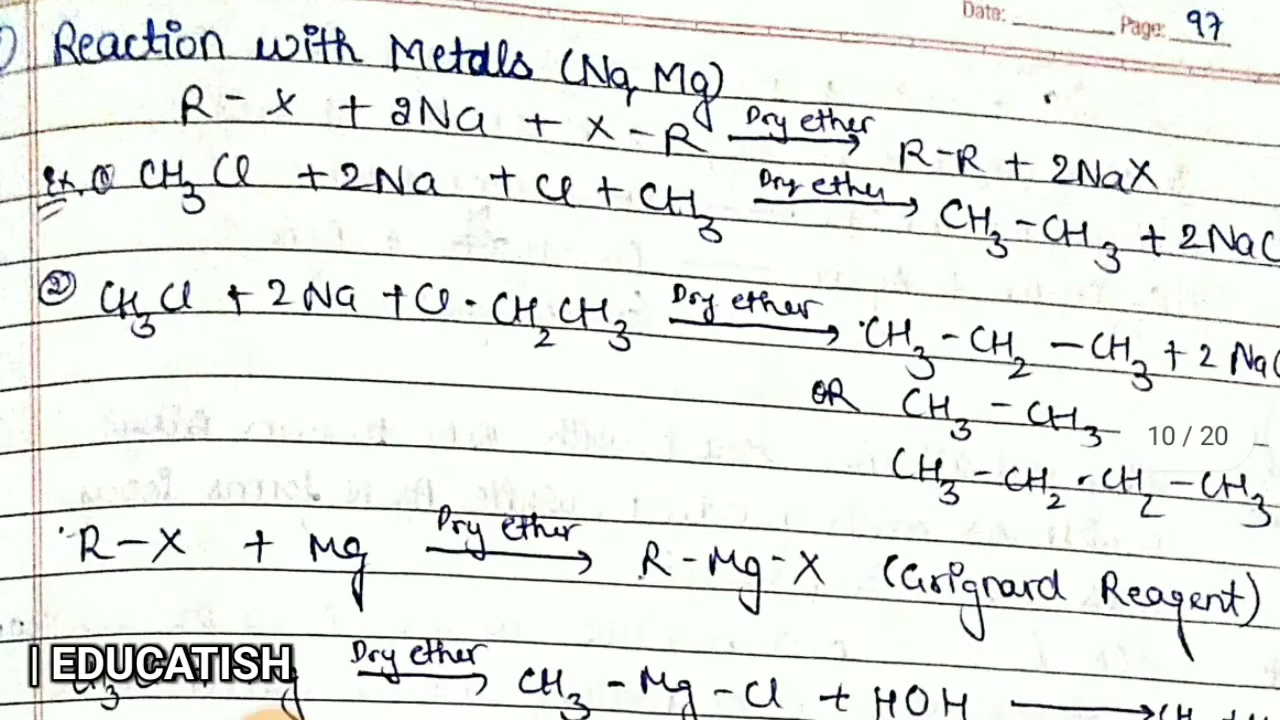 Date: Page: 97
Reaction with Metals (Na, Mg)
R - X + 2Na + X - R Dry ether → R-R + 2NaX
Ex. ① CH₃Cl + 2Na + Cl + CH₃ Dry ether → CH₃-CH₃ + 2NaC
② CH₃Cl + 2Na + Cl - CH₂CH₃ Dry ether → CH₃-CH₂-CH₃ + 2 Na
OR CH₃-CH₃
10 / 20
CH₃-CH₂-CH₂-CH₃
R-X + Mg Dry ether → R-Mg-X (Grignard Reagent)
| EDUCATISH
Dry ether → CH₃-Mg-Cl + HOH →